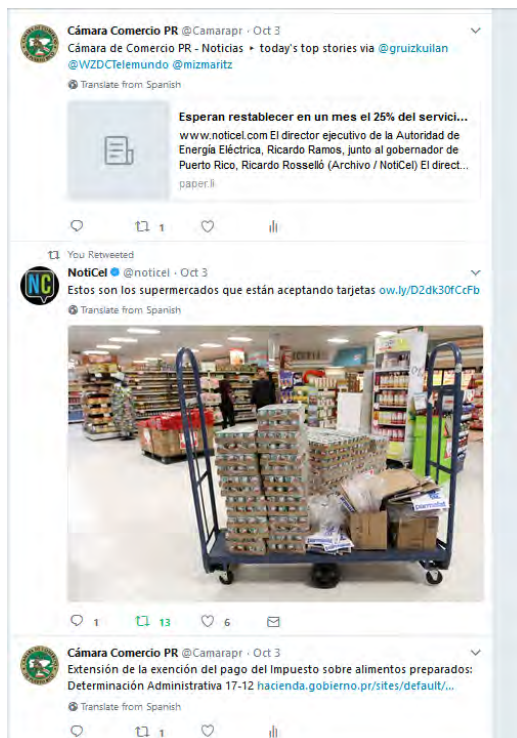 Cámara Comercio PR @Camarapr · Oct 3
Cámara de Comercio PR - Noticias ▸ today's top stories via @gruizkuilan
@WZDCTelemundo @mizmaritz
Translate from Spanish
Esperan restablecer en un mes el 25% del servici...
www.noticel.com El director ejecutivo de la Autoridad de
Energía Eléctrica, Ricardo Ramos, junto al gobernador de
Puerto Rico, Ricardo Rosselló (Archivo / NotiCel) El direct...
paper.li
1
You Retweeted
NC
NotiCel @noticel · Oct 3
Estos son los supermercados que están aceptando tarjetas ow.ly/D2dk30fCcFb
Translate from Spanish
parmalat
parmalat
1 13 6
Cámara Comercio PR @Camarapr · Oct 3
Extensión de la exención del pago del Impuesto sobre alimentos preparados:
Determinación Administrativa 17-12 hacienda.gobierno.pr/sites/default/...
Translate from Spanish
1